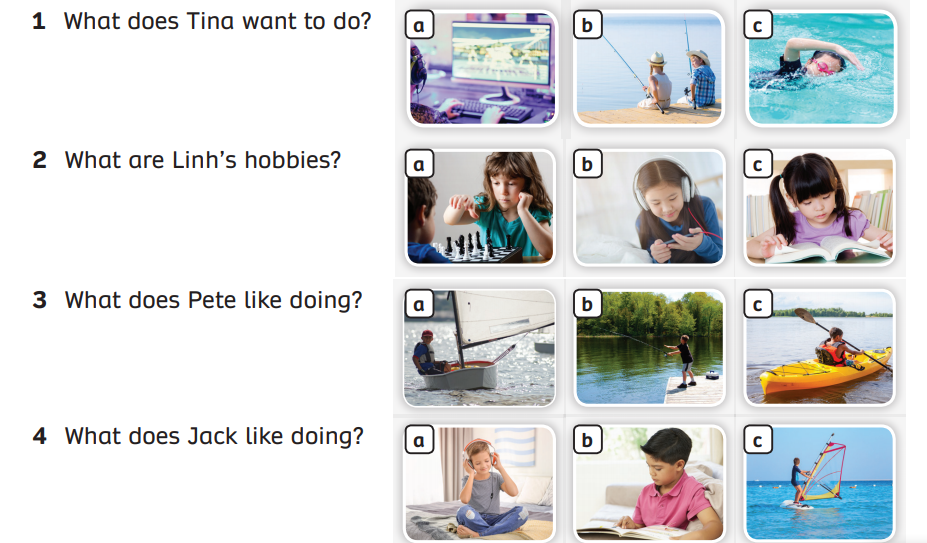 1 What does Tina want to do?
a b c
2 What are Linh's hobbies?
a b c
3 What does Pete like doing?
a b c
4 What does Jack like doing?
a b c